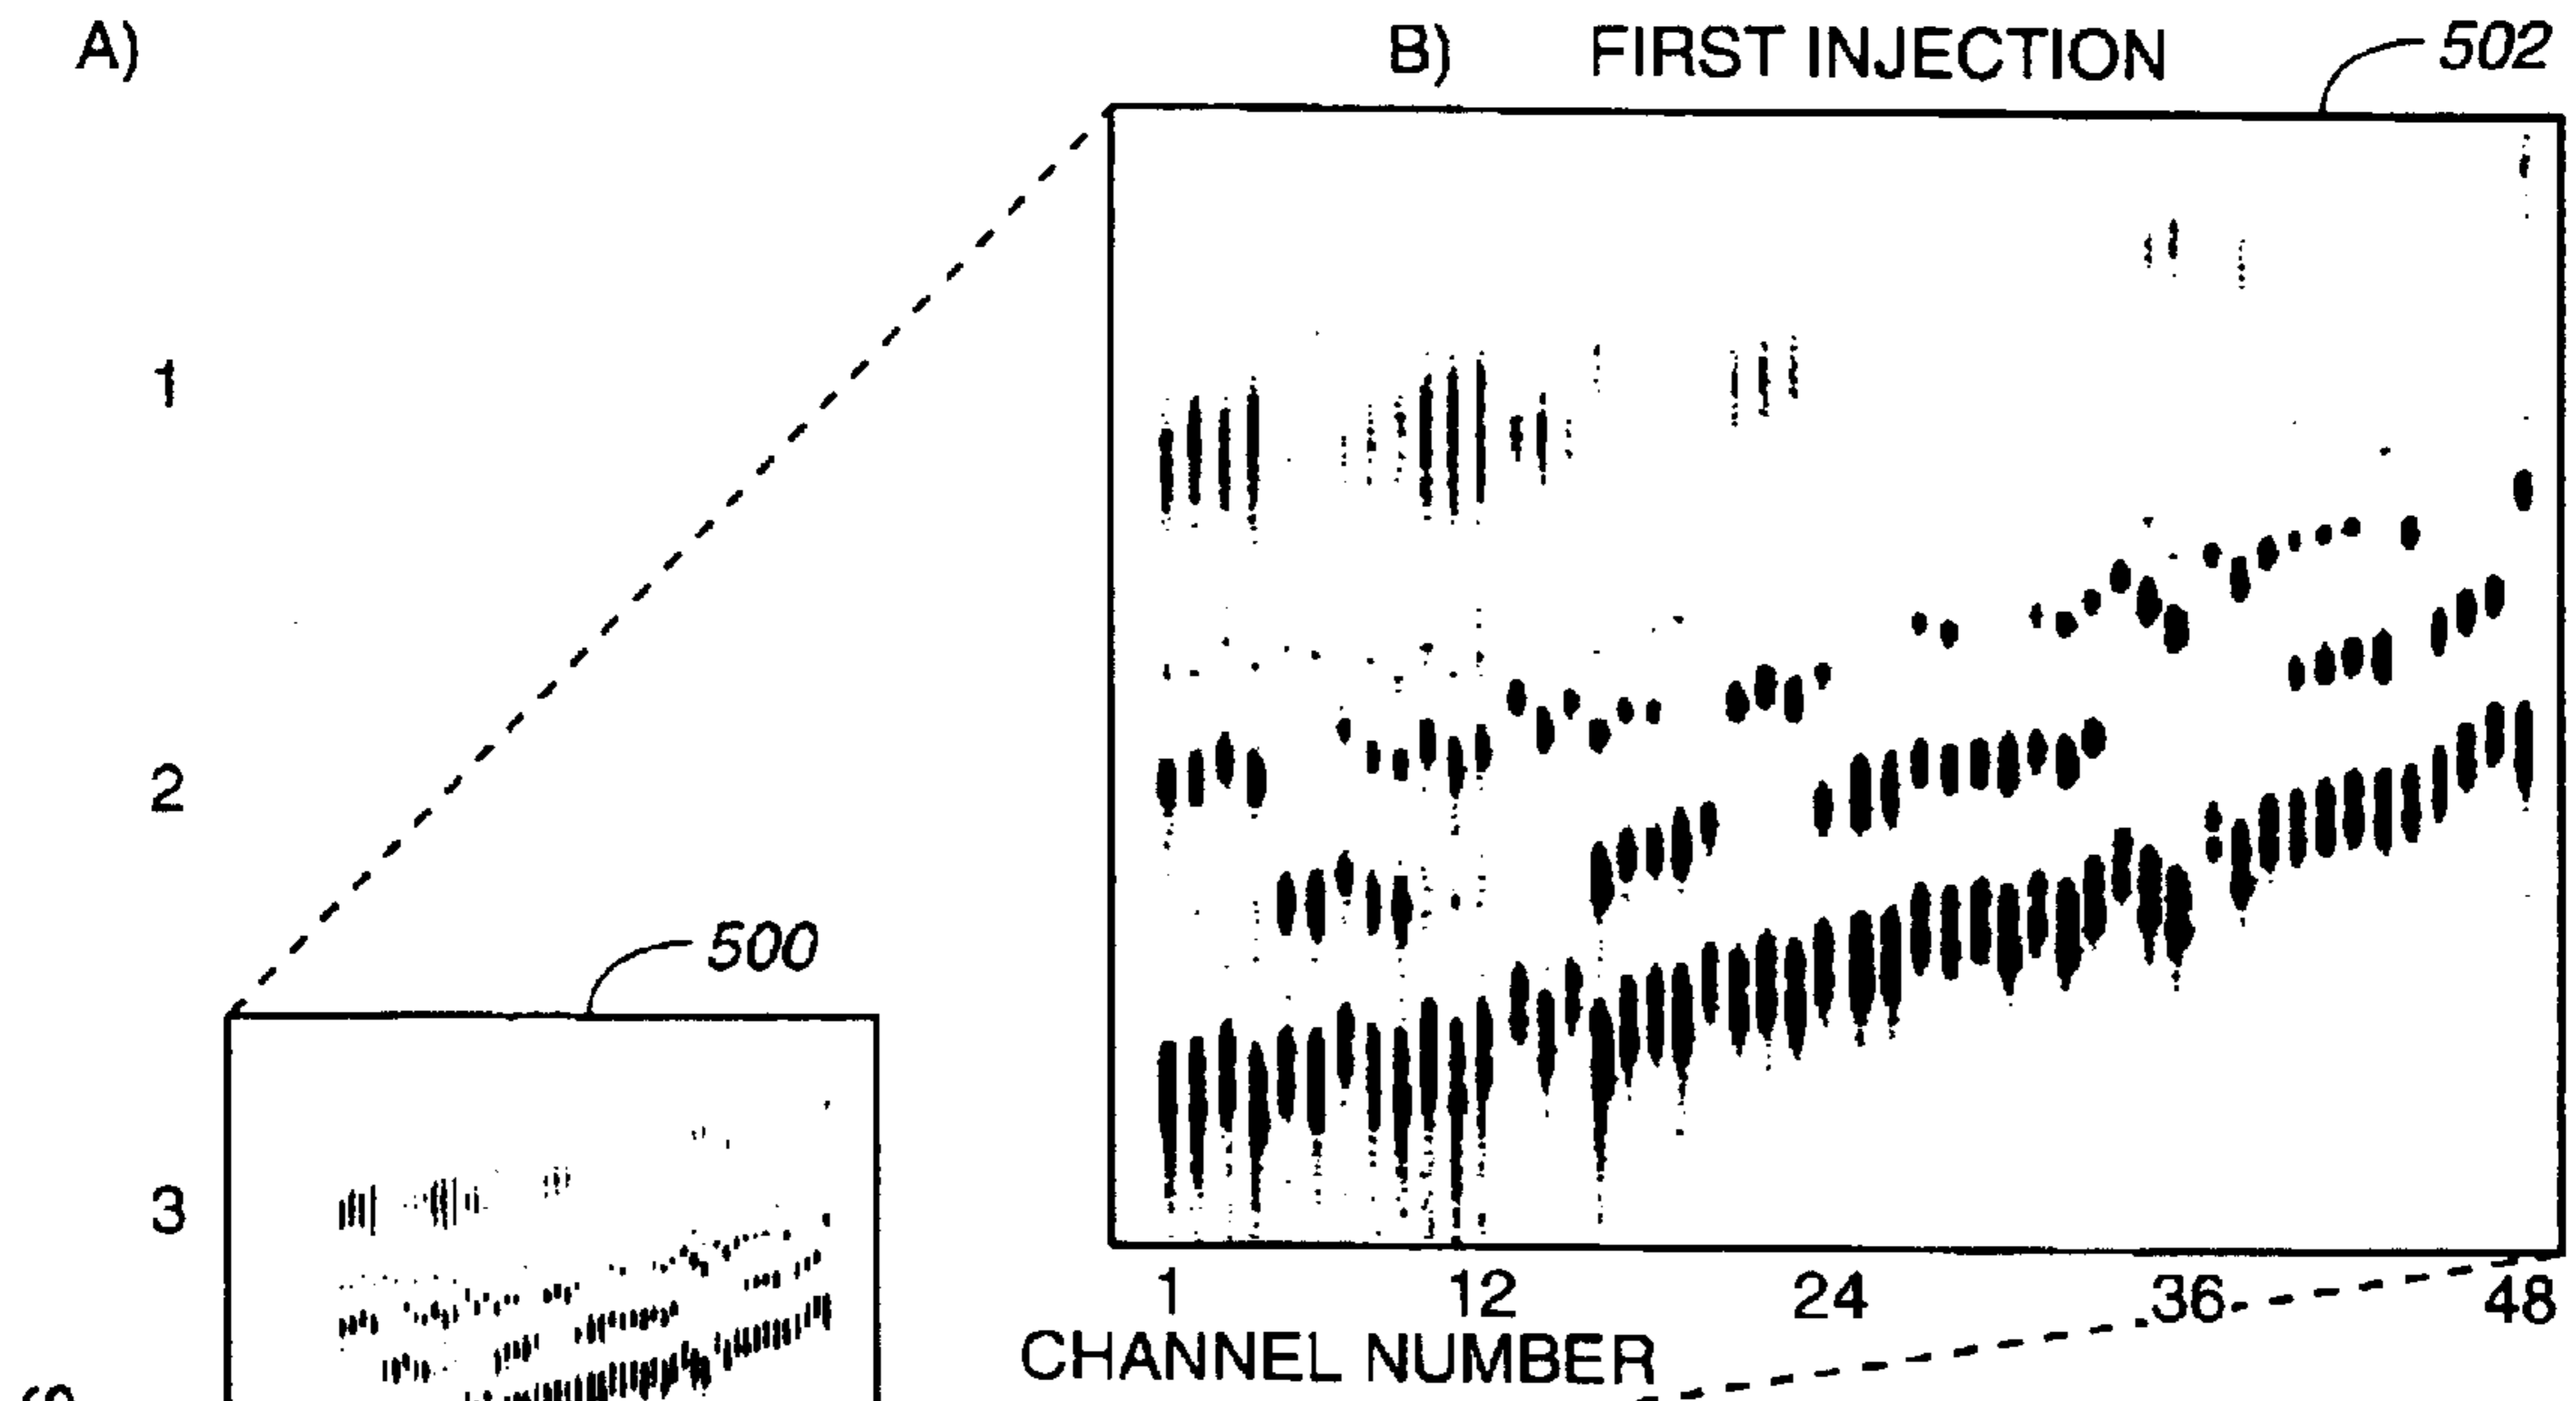 A)
B) FIRST INJECTION 502
1
2
500
3
1 12 24 36 48
CHANNEL NUMBER